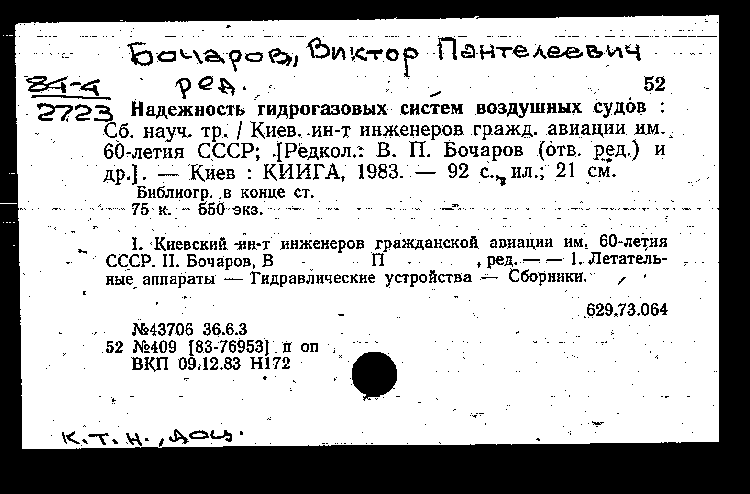 Бочаров, Виктор Пантелеевич
84-4 ред. 52
2723 Надежность гидрогазовых систем воздушных судов :
Сб. науч. тр. / Киев. ин-т инженеров гражд. авиации им.
60-летия СССР; [Редкол.: В. П. Бочаров (отв. ред.) и
др.]. — Киев : КИИГА, 1983. — 92 с., ил.; 21 см.
Библиогр. в конце ст.
75 к. 550 экз.
I. Киевский ин-т инженеров гражданской авиации им. 60-летия
СССР. II. Бочаров, В П , ред. — — 1. Летатель-
ные аппараты — Гидравлические устройства — Сборники.
629.73.064
№43706 36.6.3
52 №409 [83-76953] п оп
ВКП 09.12.83 Н172
к.т.н., доц.